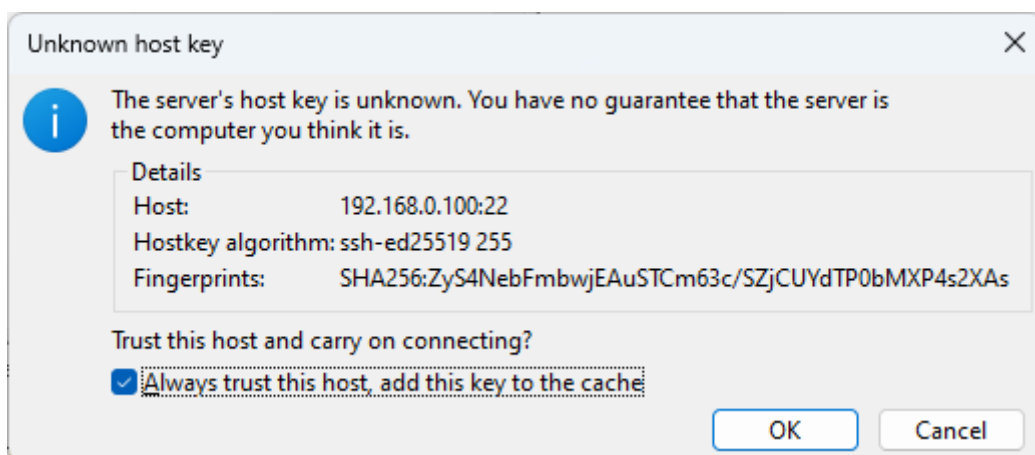 Unknown host key
The server's host key is unknown. You have no guarantee that the server is
the computer you think it is.
Details
Host: 192.168.0.100:22
Hostkey algorithm: ssh-ed25519 255
Fingerprints: SHA256:ZyS4NebFmbwjEAuSTCm63c/SZjCUYdTP0bMXP4s2XAs
Trust this host and carry on connecting?
Always trust this host, add this key to the cache
OK Cancel